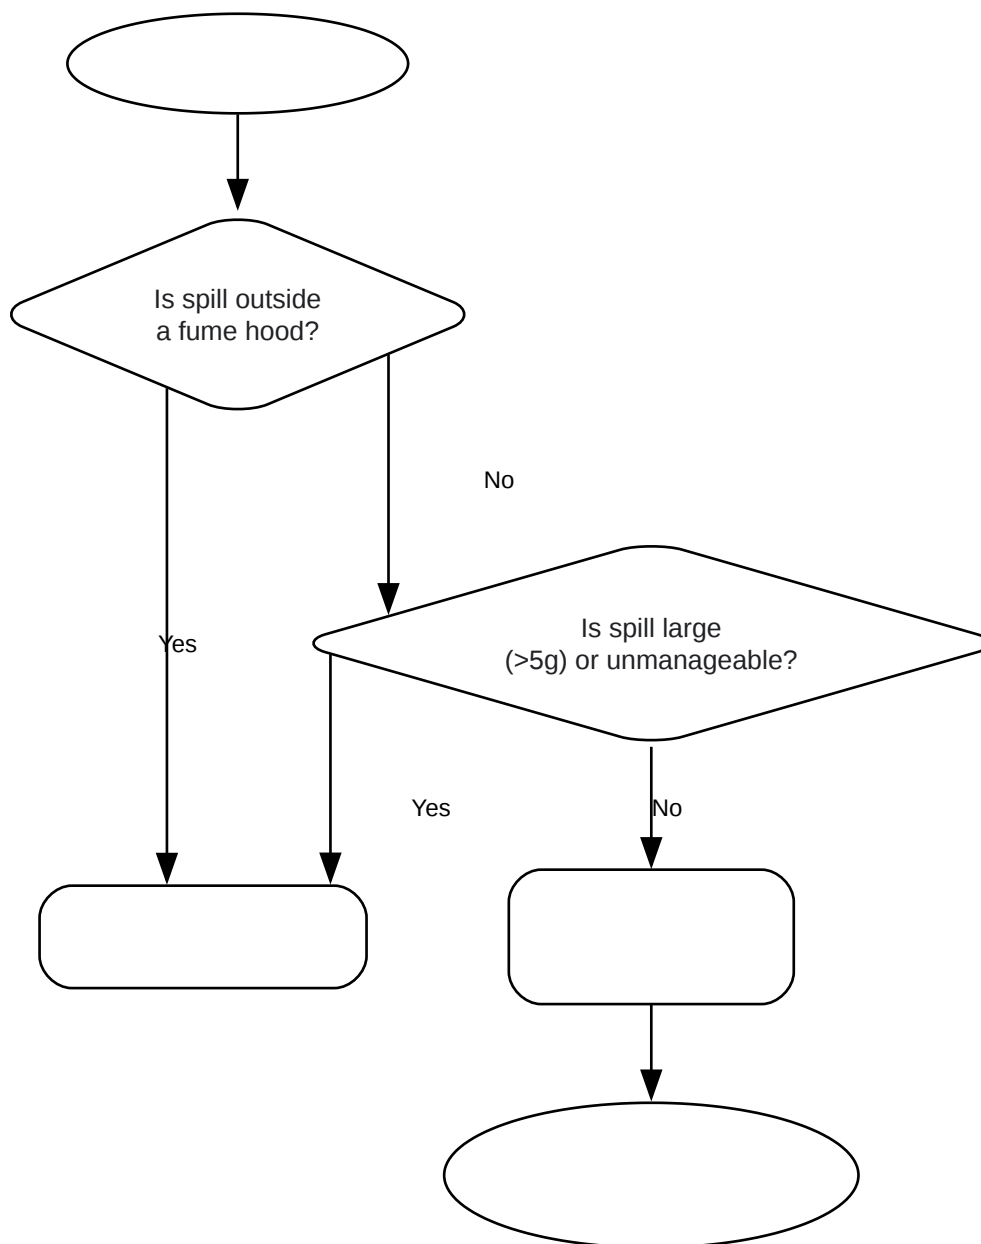 Is spill outside
a fume hood?
No
Yes
Is spill large
(>5g) or unmanageable?
Yes
No